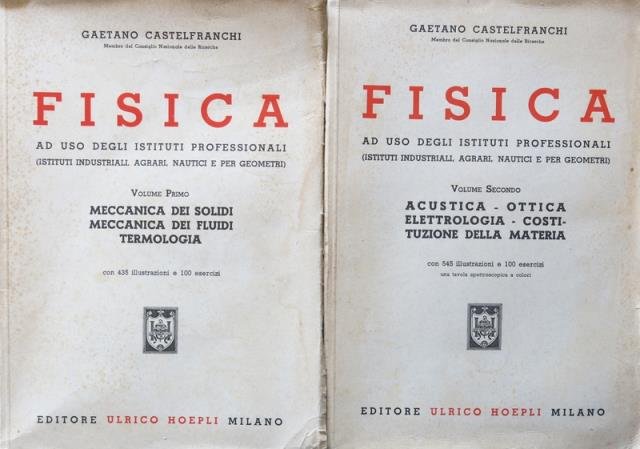 GAETANO CASTELFRANCHI
Membro del Consiglio Nazionale delle Ricerche
FISICA
AD USO DEGLI ISTITUTI PROFESSIONALI
(ISTITUTI INDUSTRIALI, AGRARI, NAUTICI E PER GEOMETRI)
VOLUME PRIMO
MECCANICA DEI SOLIDI
MECCANICA DEI FLUIDI
TERMOLOGIA
con 435 illustrazioni e 100 esercizi
EDITORE ULRICO HOEPLI MILANO
GAETANO CASTELFRANCHI
Membro del Consiglio Nazionale delle Ricerche
FISICA
AD USO DEGLI ISTITUTI PROFESSIONALI
(ISTITUTI INDUSTRIALI, AGRARI, NAUTICI E PER GEOMETRI)
VOLUME SECONDO
ACUSTICA - OTTICA
ELETTROLOGIA - COSTI-
TUZIONE DELLA MATERIA
con 545 illustrazioni e 100 esercizi
una tavola spettroscopica a colori
EDITORE ULRICO HOEPLI MILANO